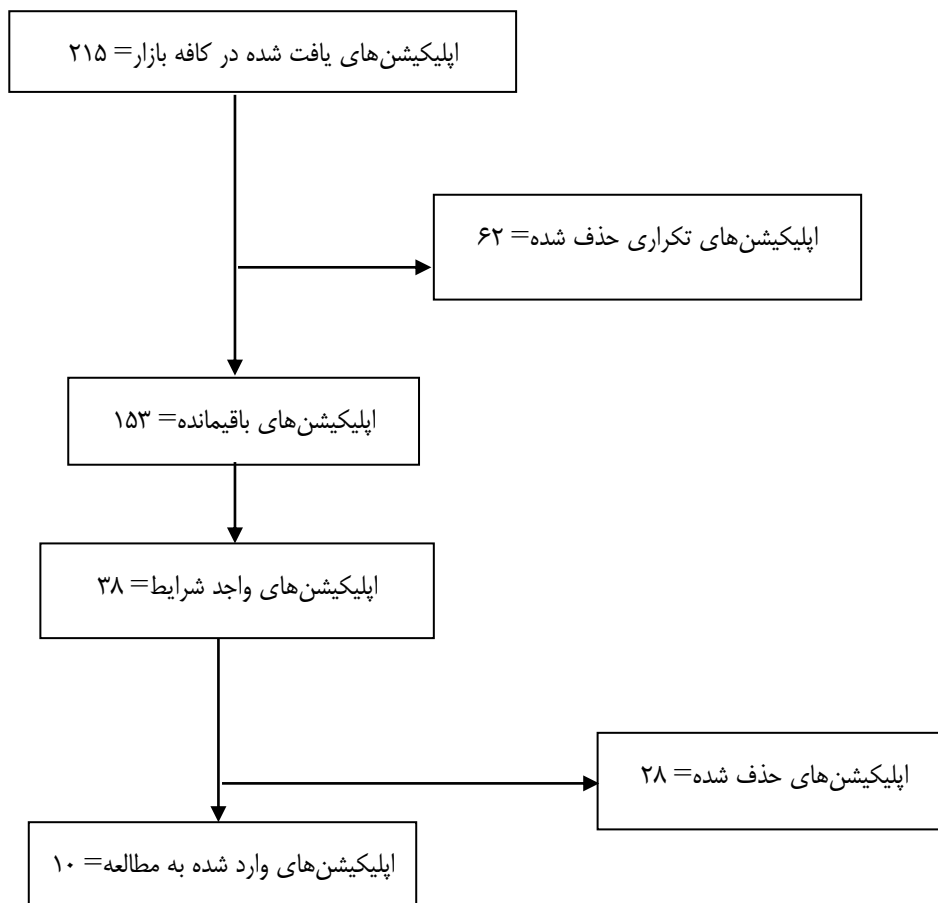 اپلیکیشن‌های یافت شده در کافه بازار= ۲۱۵
اپلیکیشن‌های تکراری حذف شده= ۶۲
اپلیکیشن‌های باقیمانده= ۱۵۳
اپلیکیشن‌های واجد شرایط= ۳۸
اپلیکیشن‌های حذف شده= ۲۸
اپلیکیشن‌های وارد شده به مطالعه= ۱۰